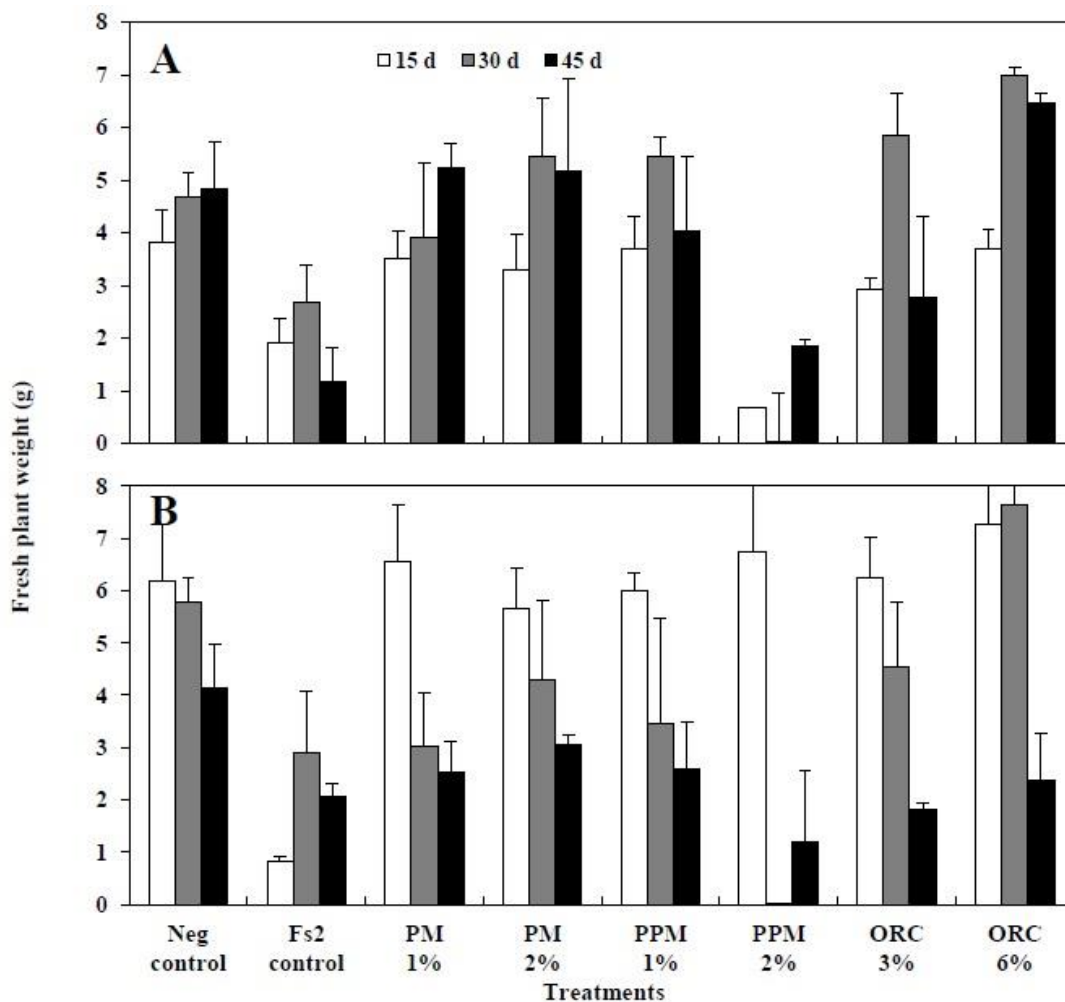 8
A
15 d 30 d 45 d
7
6
5
4
3
2
1
0
8
B
7
6
5
4
3
2
1
0
Fresh plant weight (g)
Neg control
Fs2 control
PM 1%
PM 2%
PPM 1%
PPM 2%
ORC 3%
ORC 6%
Treatments